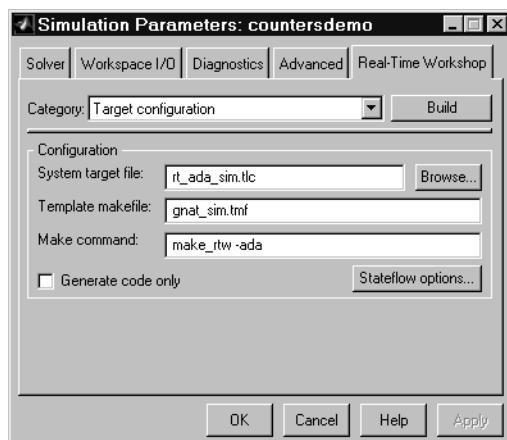 Simulation Parameters: countersdemo
Solver Workspace I/O Diagnostics Advanced Real-Time Workshop
Category: Target configuration Build
Configuration
System target file: rt_ada_sim.tlc Browse...
Template makefile: gnat_sim.tmf
Make command: make_rtw -ada
Generate code only Stateflow options...
OK Cancel Help Apply